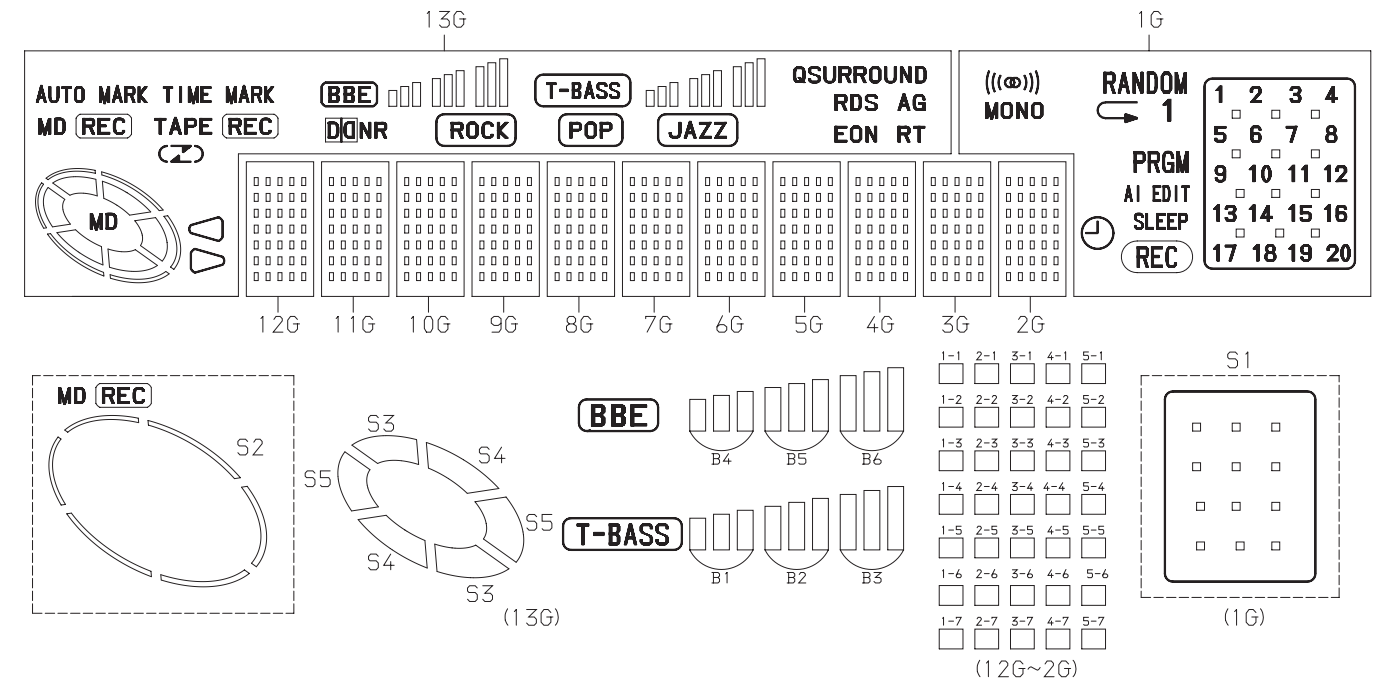 13G 1G
AUTO MARK TIME MARK
MD REC TAPE REC
BBE T-BASS
DD NR ROCK POP JAZZ
QSURROUND
RDS AG
EON RT
(((∞)))
MONO
RANDOM
1
PRGM
AI EDIT
SLEEP
REC
1 2 3 4
5 6 7 8
9 10 11 12
13 14 15 16
17 18 19 20
MD
12G 11G 10G 9G 8G 7G 6G 5G 4G 3G 2G
MD REC
S2
S3
S4
S5
S5
S4
S3
(13G)
BBE
B4 B5 B6
T-BASS
B1 B2 B3
1-1 2-1 3-1 4-1 5-1
1-2 2-2 3-2 4-2 5-2
1-3 2-3 3-3 4-3 5-3
1-4 2-4 3-4 4-4 5-4
1-5 2-5 3-5 4-5 5-5
1-6 2-6 3-6 4-6 5-6
1-7 2-7 3-7 4-7 5-7
(12G~2G)
S1
(1G)